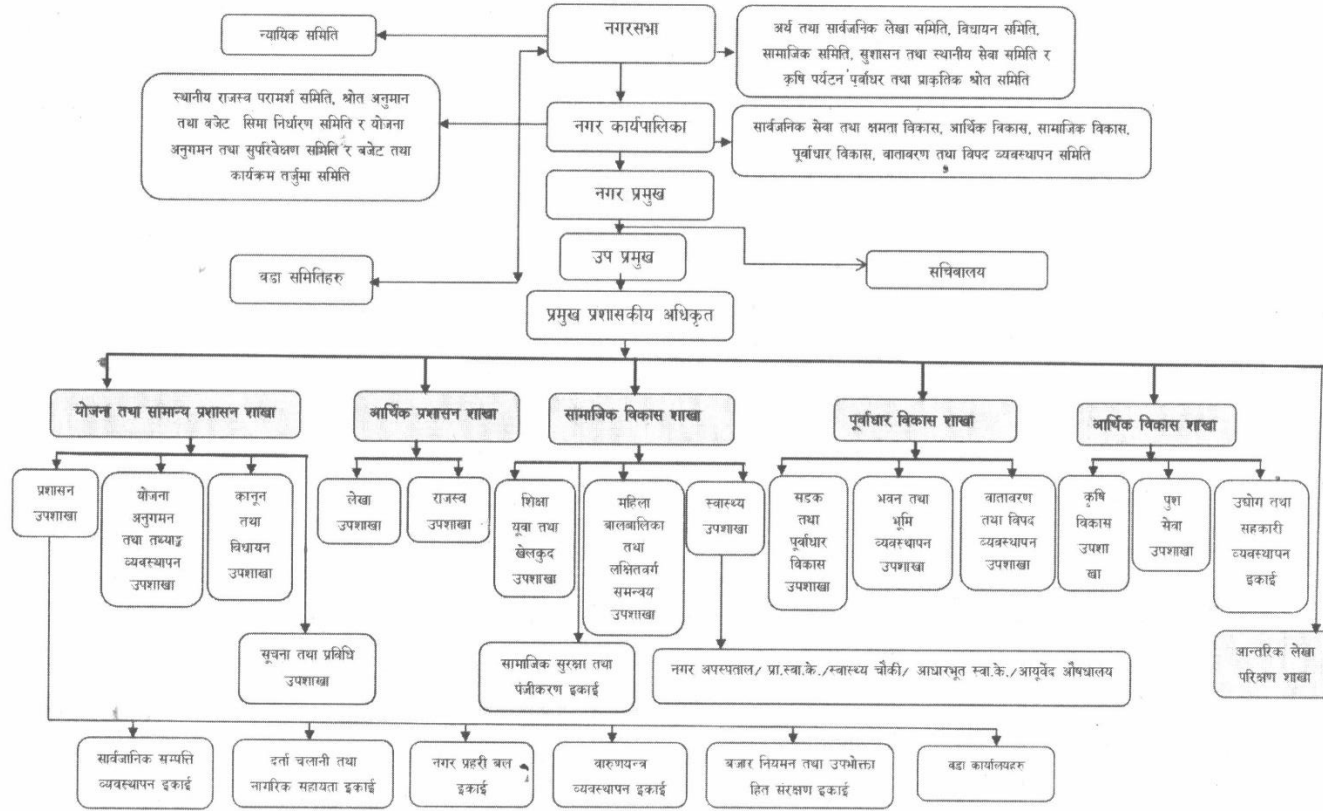 न्यायिक समिति
नगरसभा
अर्थ तथा सार्वजनिक लेखा समिति, विधायन समिति,
सामाजिक समिति, सुशासन तथा स्थानीय सेवा समिति र
कृषि पर्यटन पूर्वाधर तथा प्राकृतिक श्रोत समिति
स्थानीय राजस्व परामर्श समिति, श्रोत अनुमान
तथा बजेट सिमा निर्धारण समिति र योजना
अनुगमन तथा सुपरिवेक्षण समिति र बजेट तथा
कार्यक्रम तर्जुमा समिति
नगर कार्यपालिका
सार्वजनिक सेवा तथा क्षमता विकास, आर्थिक विकास, सामाजिक विकास,
पूर्वाधार विकास, वातावरण तथा विपद व्यवस्थापन समिति
नगर प्रमुख
उप प्रमुख
वडा समितिहरु
सचिबालय
प्रमुख प्रशासकीय अधिकृत
योजना तथा सामान्य प्रशासन शाखा
आर्थिक प्रशासन शाखा
सामाजिक विकास शाखा
पूर्वाधार विकास शाखा
आर्थिक विकास शाखा
प्रशासन
उपशाखा
योजना
अनुगमन
तथा तथ्याङ्क
व्यवस्थापन
उपशाखा
कानून
तथा
विधायन
उपशाखा
लेखा
उपशाखा
राजस्व
उपशाखा
शिक्षा
यूवा तथा
खेलकुद
उपशाखा
महिला
बालबालिका
तथा
लक्षितवर्ग
समन्वय
उपशाखा
स्वास्थ्य
उपशाखा
सडक
तथा
पूर्वाधार
विकास
उपशाखा
भवन तथा
भूमि
व्यवस्थापन
उपशाखा
वातावरण
तथा विपद
व्यवस्थापन
उपशाखा
कृषि
विकास
उपशा
खा
पुश
सेवा
उपशाखा
उद्योग तथा
सहकारी
व्यवस्थापन
इकाई
सूचना तथा प्रविधि
उपशाखा
सामाजिक सुरक्षा तथा
पंजीकरण इकाई
नगर अपस्पताल/ प्रा.स्वा.के./स्वास्थ्य चौकी/ आधारभूत स्वा.के./आयूर्वेद औषधालय
आन्तरिक लेखा
परिक्षण शाखा
सार्वजानिक सम्पत्ति
व्यवस्थापन इकाई
दर्ता चलानी तथा
नागरिक सहायता इकाई
नगर प्रहरी बल
इकाई
वारुणयन्त्र
व्यवस्थापन इकाई
बजार नियमन तथा उपभोक्ता
हित संरक्षण इकाई
वडा कार्यालयहरु